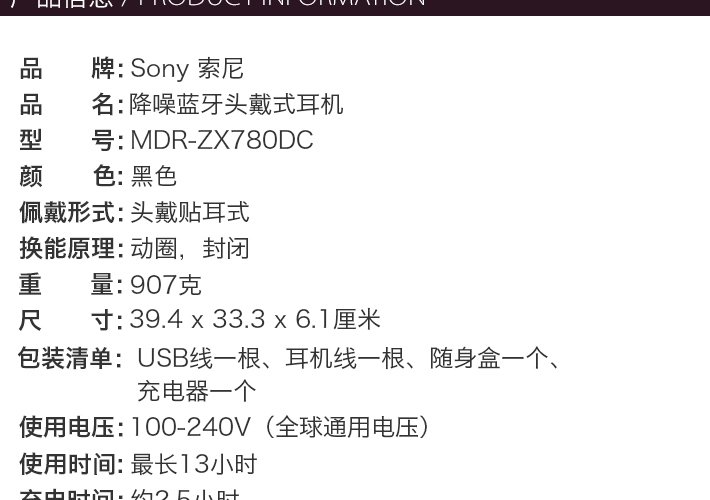 产品信息 / PRODUCT INFORMATION
品 牌: Sony 索尼
品 名: 降噪蓝牙头戴式耳机
型 号: MDR-ZX780DC
颜 色: 黑色
佩戴形式: 头戴贴耳式
换能原理: 动圈，封闭
重 量: 907克
尺 寸: 39.4 x 33.3 x 6.1厘米
包装清单: USB线一根、耳机线一根、随身盒一个、
充电器一个
使用电压: 100-240V（全球通用电压）
使用时间: 最长13小时
充电时间: 约2.5小时